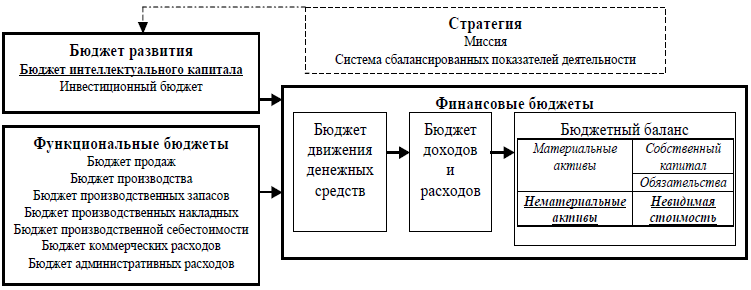 Стратегия
Миссия
Система сбалансированных показателей деятельности
Бюджет развития
Бюджет интеллектуального капитала
Инвестиционный бюджет
Функциональные бюджеты
Бюджет продаж
Бюджет производства
Бюджет производственных запасов
Бюджет производственных накладных
Бюджет производственной себестоимости
Бюджет коммерческих расходов
Бюджет административных расходов
Финансовые бюджеты
Бюджет
движения
денежных
средств
Бюджет
доходов
и
расходов
Бюджетный баланс
Материальные
активы
Собственный
капитал
Обязательства
Нематериальные
активы
Невидимая
стоимость